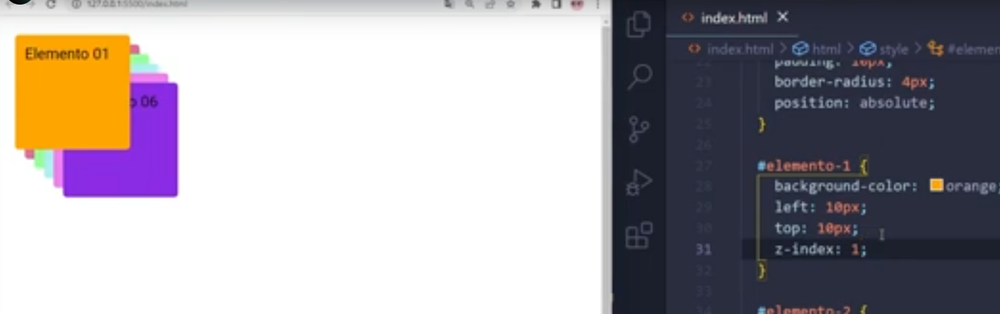 127.0.0.1:5500/index.html
Elemento 01
o 06
index.html
index.html > html > style > #elemen
22 padding: 10px;
23 border-radius: 4px;
24 position: absolute;
25 }
26
27 #elemento-1 {
28 background-color: orange;
29 left: 10px;
30 top: 10px;
31 z-index: 1;
32 }
33
34 #elemento-2 {